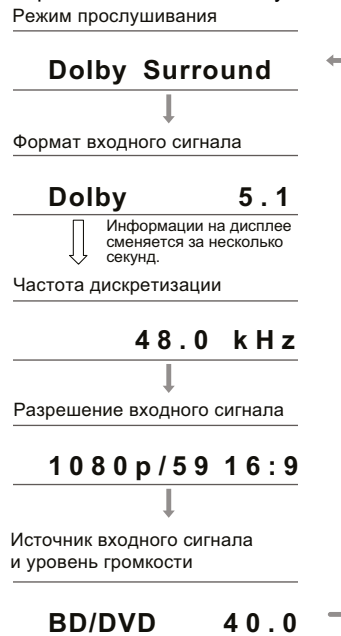 Режим прослушивания
Dolby Surround
Формат входного сигнала
Dolby 5.1
Информации на дисплее
сменяется за несколько
секунд.
Частота дискретизации
48.0 kHz
Разрешение входного сигнала
1080p/59 16:9
Источник входного сигнала
и уровень громкости
BD/DVD 40.0